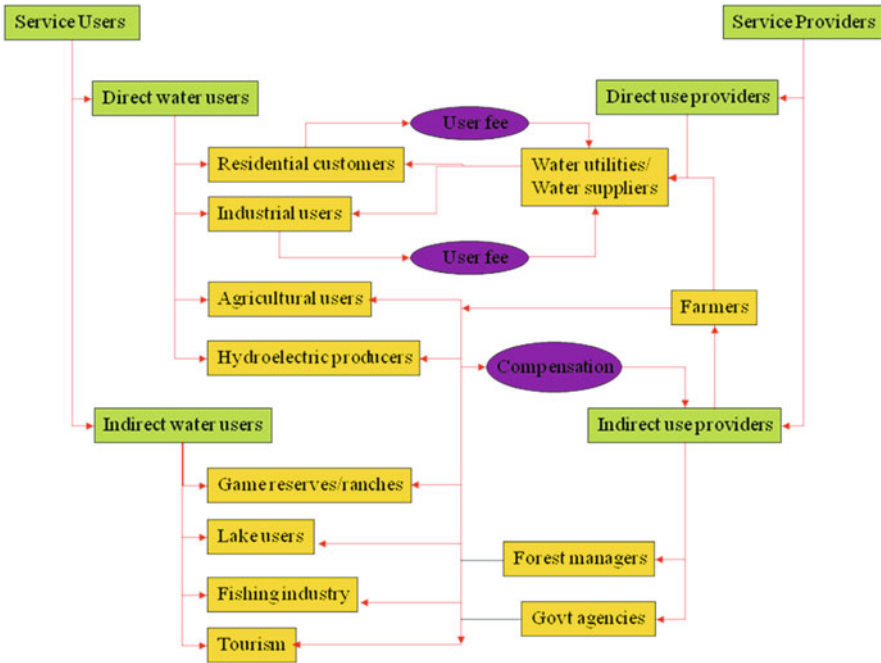 Service Users
Service Providers
Direct water users
Direct use providers
User fee
Residential customers
Water utilities/
Water suppliers
Industrial users
User fee
Agricultural users
Farmers
Hydroelectric producers
Compensation
Indirect water users
Indirect use providers
Game reserves/ranches
Lake users
Forest managers
Fishing industry
Govt agencies
Tourism